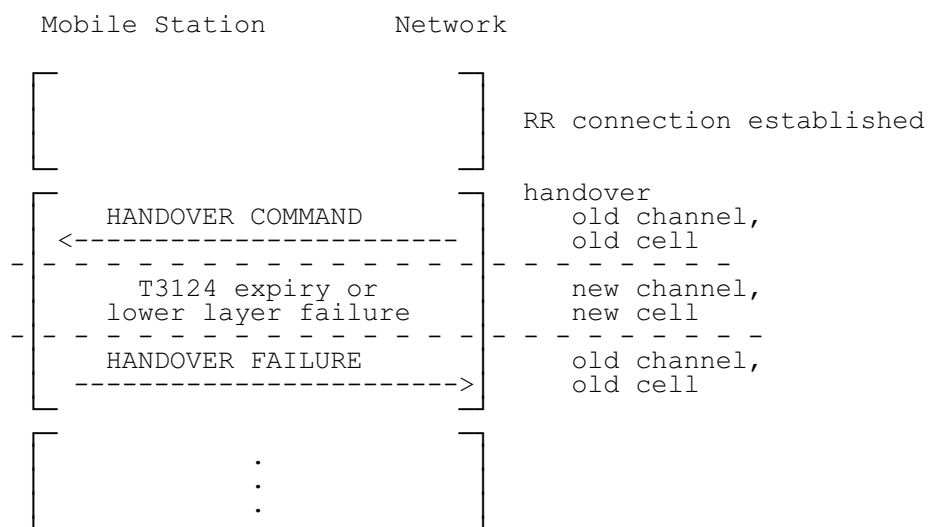 Mobile Station Network
RR connection established
handover
HANDOVER COMMAND old channel,
<------------------------ old cell
T3124 expiry or new channel,
lower layer failure new cell
HANDOVER FAILURE old channel,
------------------------> old cell
.
.
.